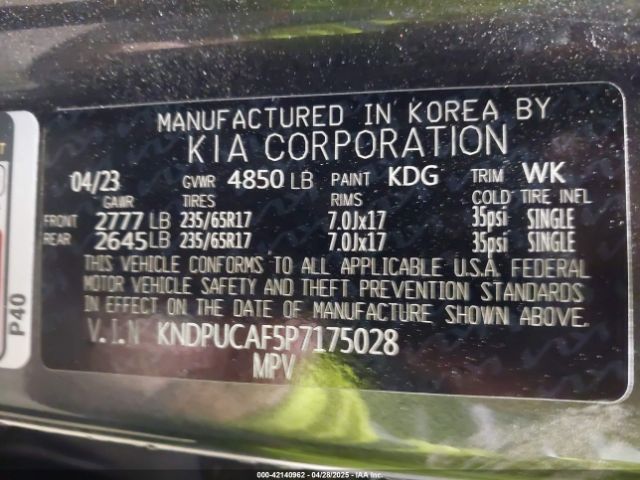 MANUFACTURED IN KOREA BY
KIA CORPORATION
04/23 GVWR 4850 LB PAINT KDG TRIM WK
GAWR TIRES RIMS COLD TIRE INFL
FRONT 2777 LB 235/65R17 7.0Jx17 35psi SINGLE
REAR 2645 LB 235/65R17 7.0Jx17 35psi SINGLE
THIS VEHICLE CONFORMS TO ALL APPLICABLE U.S.A. FEDERAL
MOTOR VEHICLE SAFETY AND THEFT PREVENTION STANDARDS
IN EFFECT ON THE DATE OF MANUFACTURE SHOWN ABOVE.
V.I.N KNDPUCAF5P7175028
MPV
P40
000-42140962 - 04/28/2025 - IAA Inc.